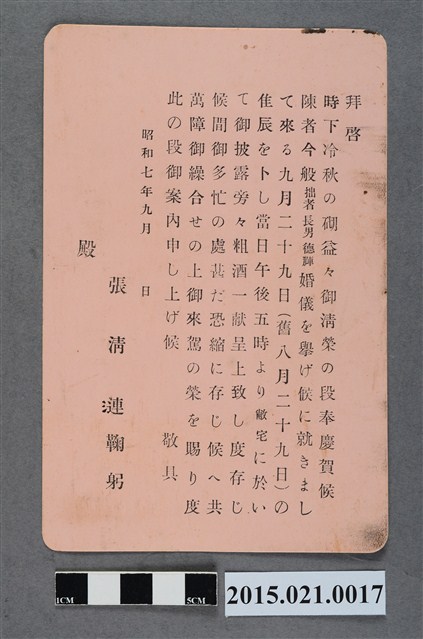 拜啓
時下冷秋の砌益々御淸榮の段奉慶賀候
陳者今般拙者長男德輝婚儀を擧げ候に就きまし
て來る九月二十九日(舊八月二十九日)の
隹辰を卜し當日午後五時より敝宅に於い
て御披露旁々粗酒一献呈上致し度存じ
候間御多忙の處甚だ恐縮に存じ候へ共
萬障御繰合せの上御來駕の榮を賜り度
此の段御案內申し上げ候 敬具
昭和七年九月 日
張淸漣鞠躬
殿
1CM
5CM
2015.021.0017